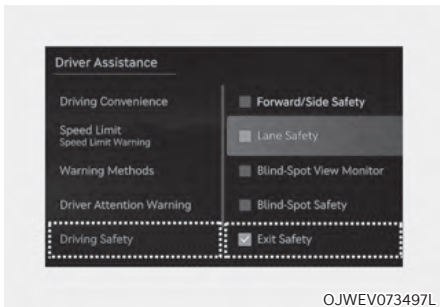 Driver Assistance
Driving Convenience
Speed Limit
Speed Limit Warning
Warning Methods
Driver Attention Warning
Driving Safety
Forward/Side Safety
Lane Safety
Blind-Spot View Monitor
Blind-Spot Safety
Exit Safety
OJWEV073497L